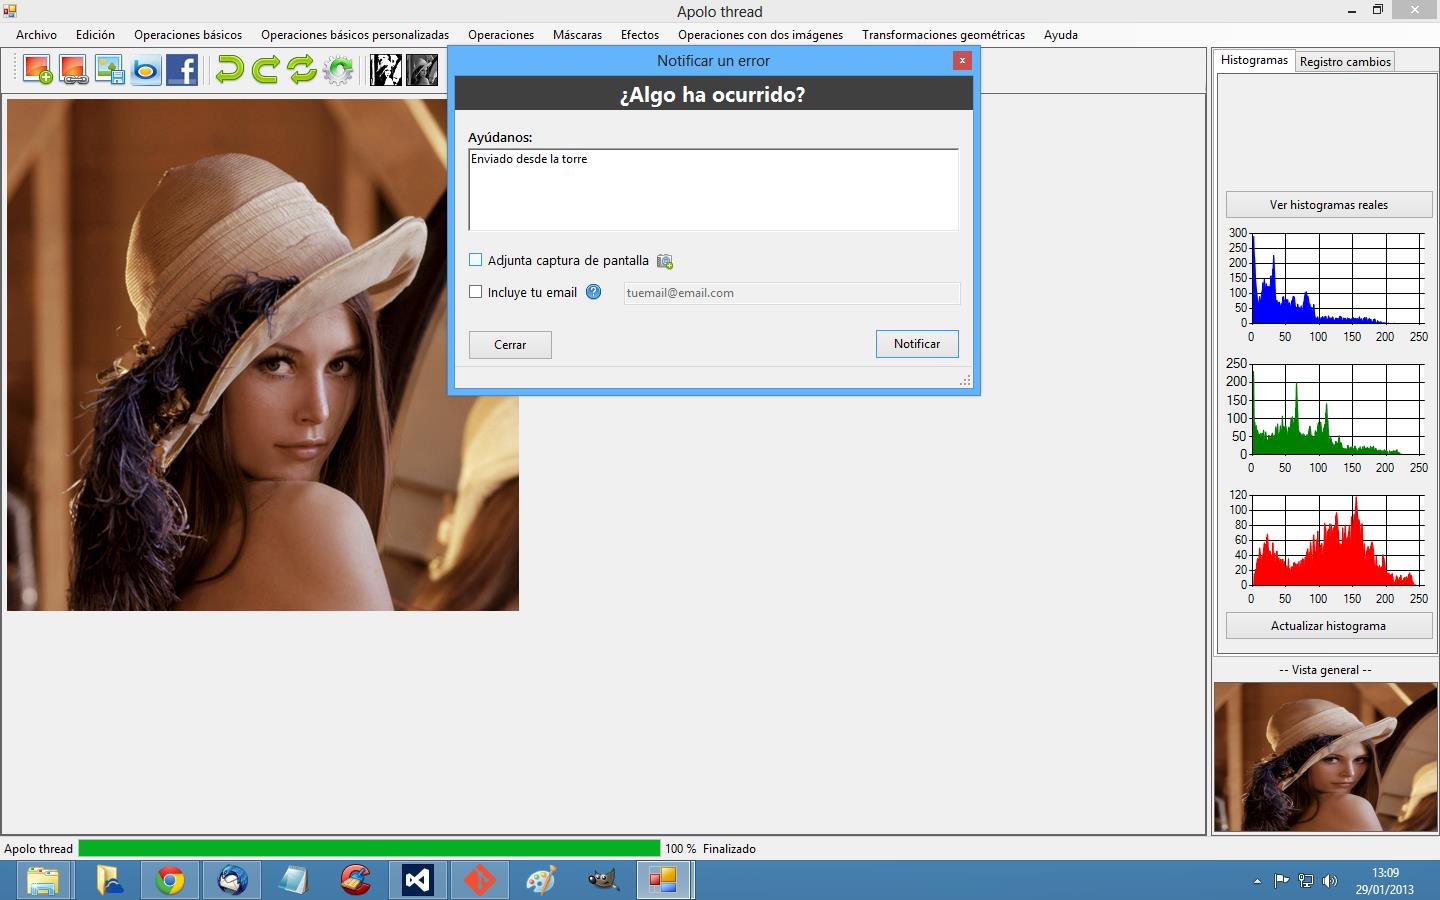 Apolo thread
Archivo Edición Operaciones básicos Operaciones básicos personalizadas Operaciones Máscaras Efectos Operaciones con dos imágenes Transformaciones geométricas Ayuda
Notificar un error
¿Algo ha ocurrido?
Ayúdanos:
Enviado desde la torre
Adjunta captura de pantalla
Incluye tu email
tuemail@email.com
Cerrar
Notificar
Histogramas Registro cambios
Ver histogramas reales
300
250
200
150
100
50
0
0 50 100 150 200 250
250
200
150
100
50
0
0 50 100 150 200 250
120
100
80
60
40
20
0
0 50 100 150 200 250
Actualizar histograma
-- Vista general --
Apolo thread 100 % Finalizado
13:09
29/01/2013